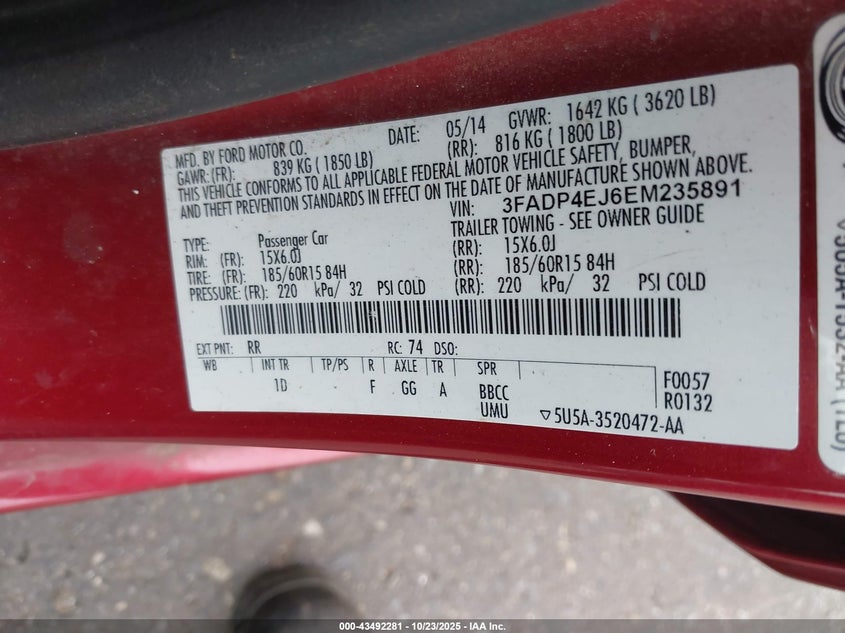 MFD. BY FORD MOTOR CO. DATE: 05/14 GVWR: 1642 KG ( 3620 LB)
GAWR: (FR): 839 KG ( 1850 LB) (RR): 816 KG ( 1800 LB)
THIS VEHICLE CONFORMS TO ALL APPLICABLE FEDERAL MOTOR VEHICLE SAFETY, BUMPER,
AND THEFT PREVENTION STANDARDS IN EFFECT ON THE DATE OF MANUFACTURE SHOWN ABOVE.
VIN: 3FADP4EJ6EM235891
TRAILER TOWING - SEE OWNER GUIDE
TYPE: Passenger Car
RIM: (FR): 15X6.0J (RR): 15X6.0J
TIRE: (FR): 185/60R15 84H (RR): 185/60R15 84H
PRESSURE: (FR): 220 kPa/ 32 PSI COLD (RR): 220 kPa/ 32 PSI COLD
EXT PNT: RR RC: 74 DSO:
WB INT TR TP/PS R AXLE TR SPR
1D F GG A BBCC
UMU
F0057
R0132
▽5U5A-3520472-AA
000-43492281 - 10/23/2025 - IAA Inc.